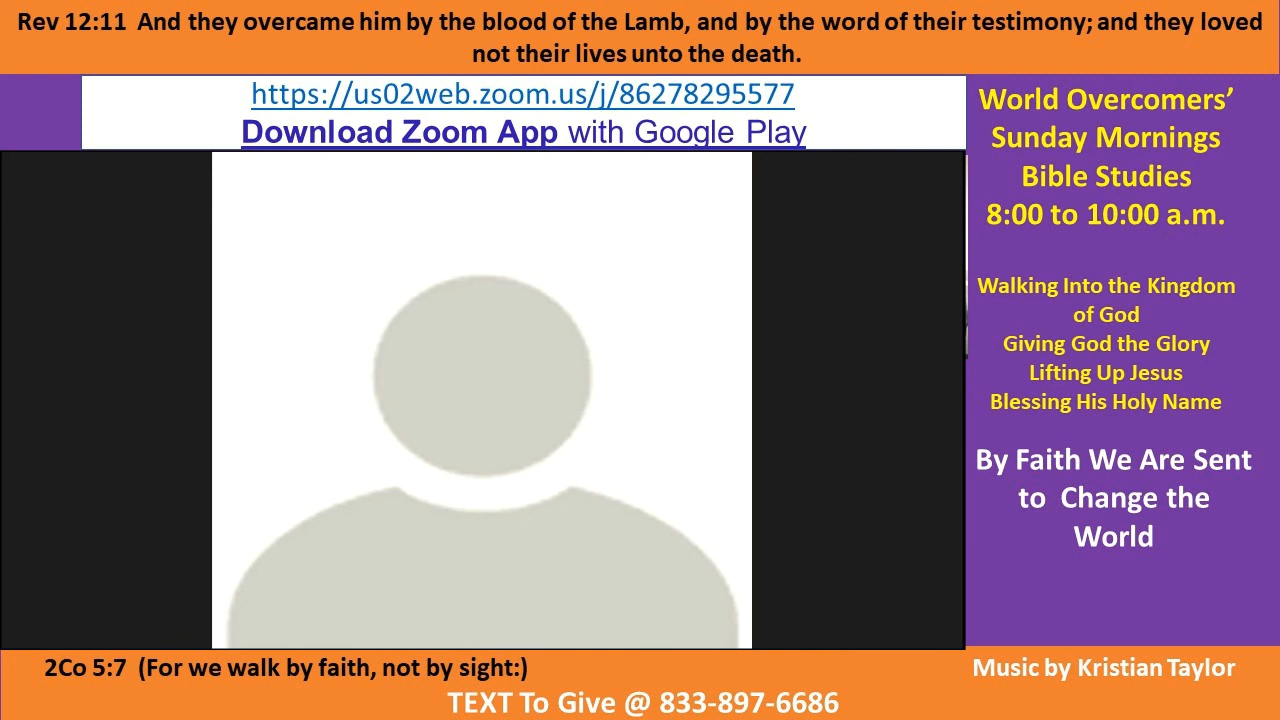 Rev 12:11  And they overcame him by the blood of the Lamb, and by the word of their testimony; and they loved
not their lives unto the death.
https://us02web.zoom.us/j/86278295577
Download Zoom App with Google Play
World Overcomers’
Sunday Mornings
Bible Studies
8:00 to 10:00 a.m.
Walking Into the Kingdom
of God
Giving God the Glory
Lifting Up Jesus
Blessing His Holy Name
By Faith We Are Sent
to  Change the
World
2Co 5:7  (For we walk by faith, not by sight:)
Music by Kristian Taylor
TEXT To Give @ 833-897-6686